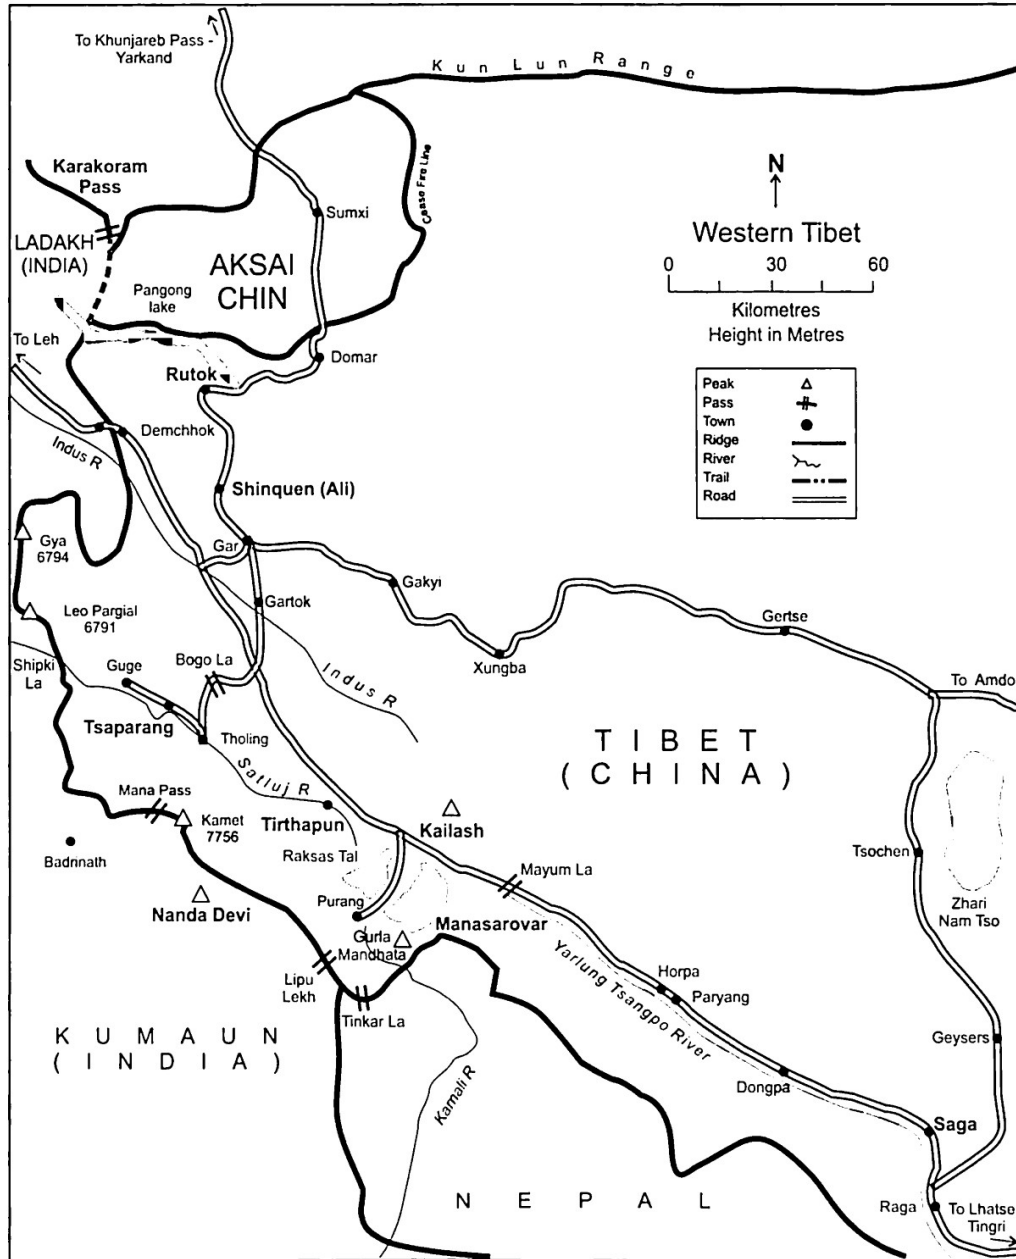 To Khunjareb Pass -
Yarkand
Kun Lun Range
Karakoram
Pass
Cease Fire Line
N
Sumxi
LADAKH
(INDIA)
AKSAI
CHIN
Western Tibet
0 30 60
Kilometres
Height in Metres
Pangong
lake
To Leh
Domar
Rutok
Peak
Pass
Town
Ridge
River
Trail
Road
Demchhok
Indus R
Shinquen (Ali)
Gya
6794
Gar
Gakyi
Leo Pargial
6791
Gartok
Gertse
Shipki
La
Guge
Bogo La
Xungba
Indus R
To Amdo
Tsaparang
Tholing
TIBET
(CHINA)
Satluj R
Mana Pass
Kamet
7756
Tirthapun
Kailash
Badrinath
Raksas Tal
Mayum La
Tsochen
Nanda Devi
Purang
Manasarovar
Zhari
Nam Tso
Gurla
Mandhata
Lipu
Lekh
Tinkar La
Yarlung Tsangpo River
Horpa
Paryang
KUMAUN
(INDIA)
Geysers
Karnali R
Dongpa
Saga
NEPAL
Raga
To Lhatse
Tingri